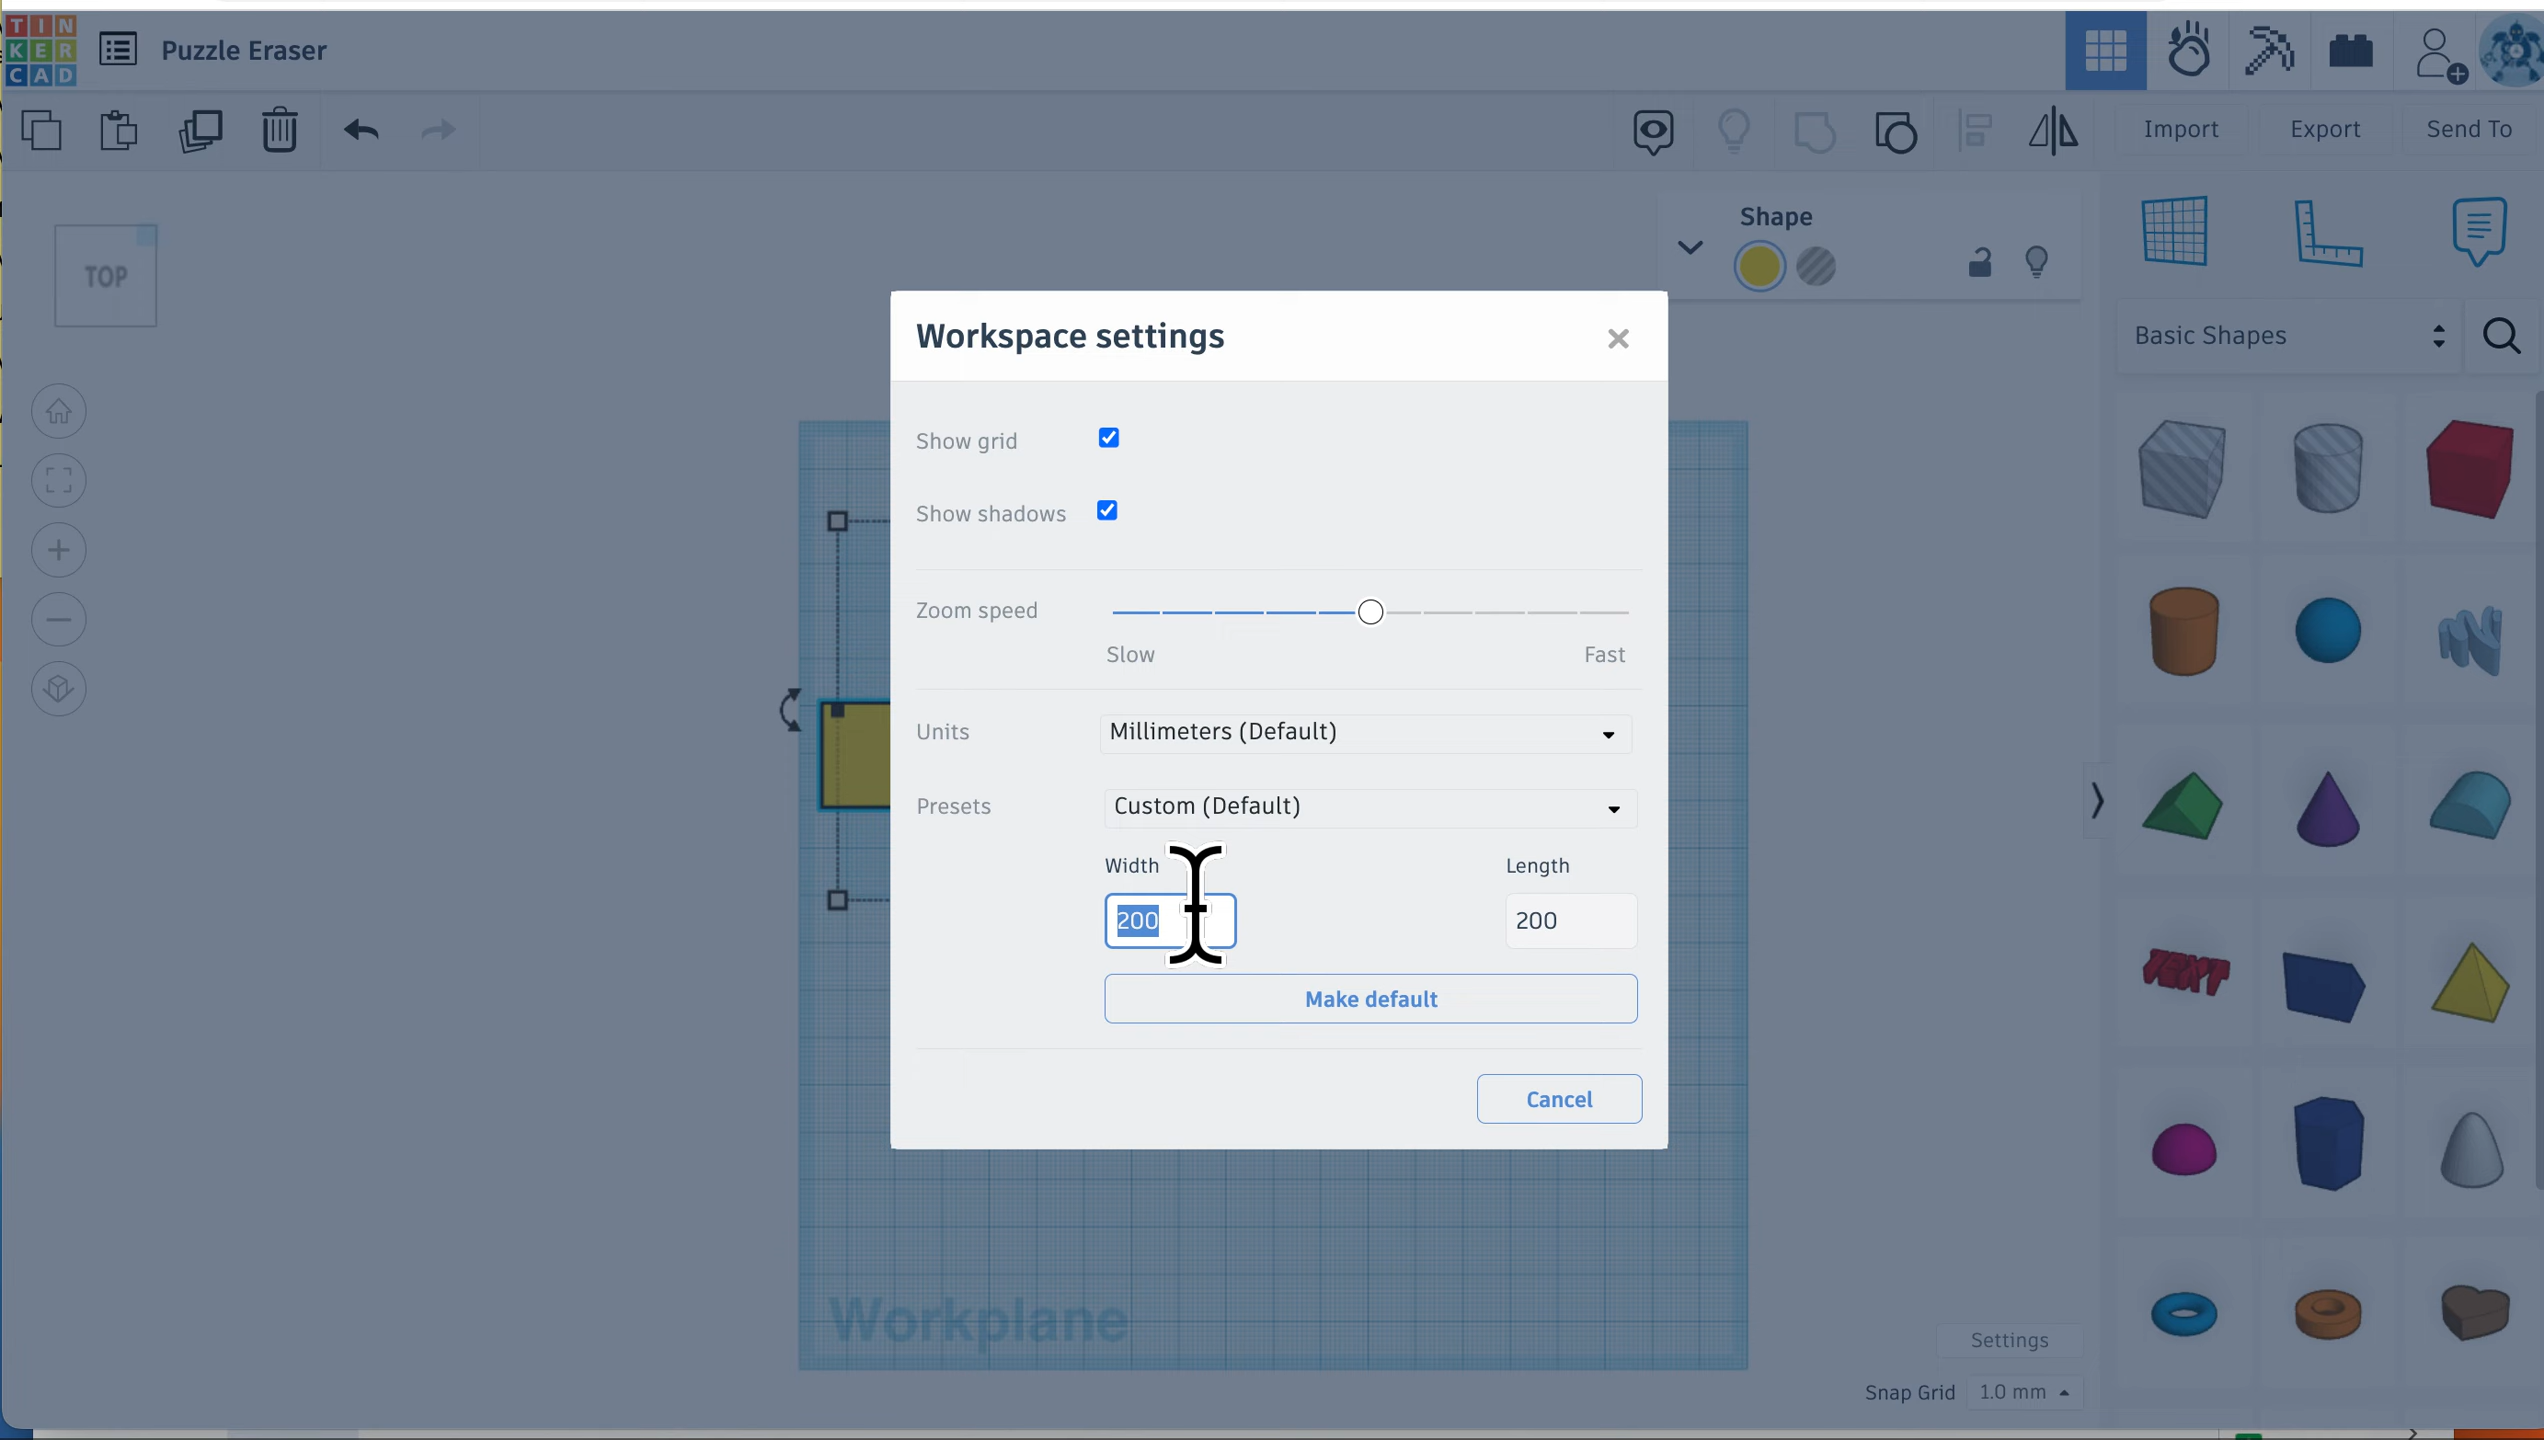 TIN
KER
CAD
Puzzle Eraser
Import
Export
Send To
TOP
Shape
Basic Shapes
Workspace settings
Show grid
Show shadows
Zoom speed
Slow
Fast
Units
Millimeters (Default)
Presets
Custom (Default)
Width
Length
200
200
Make default
Cancel
TEXT
Workplane
Settings
Snap Grid
1.0 mm